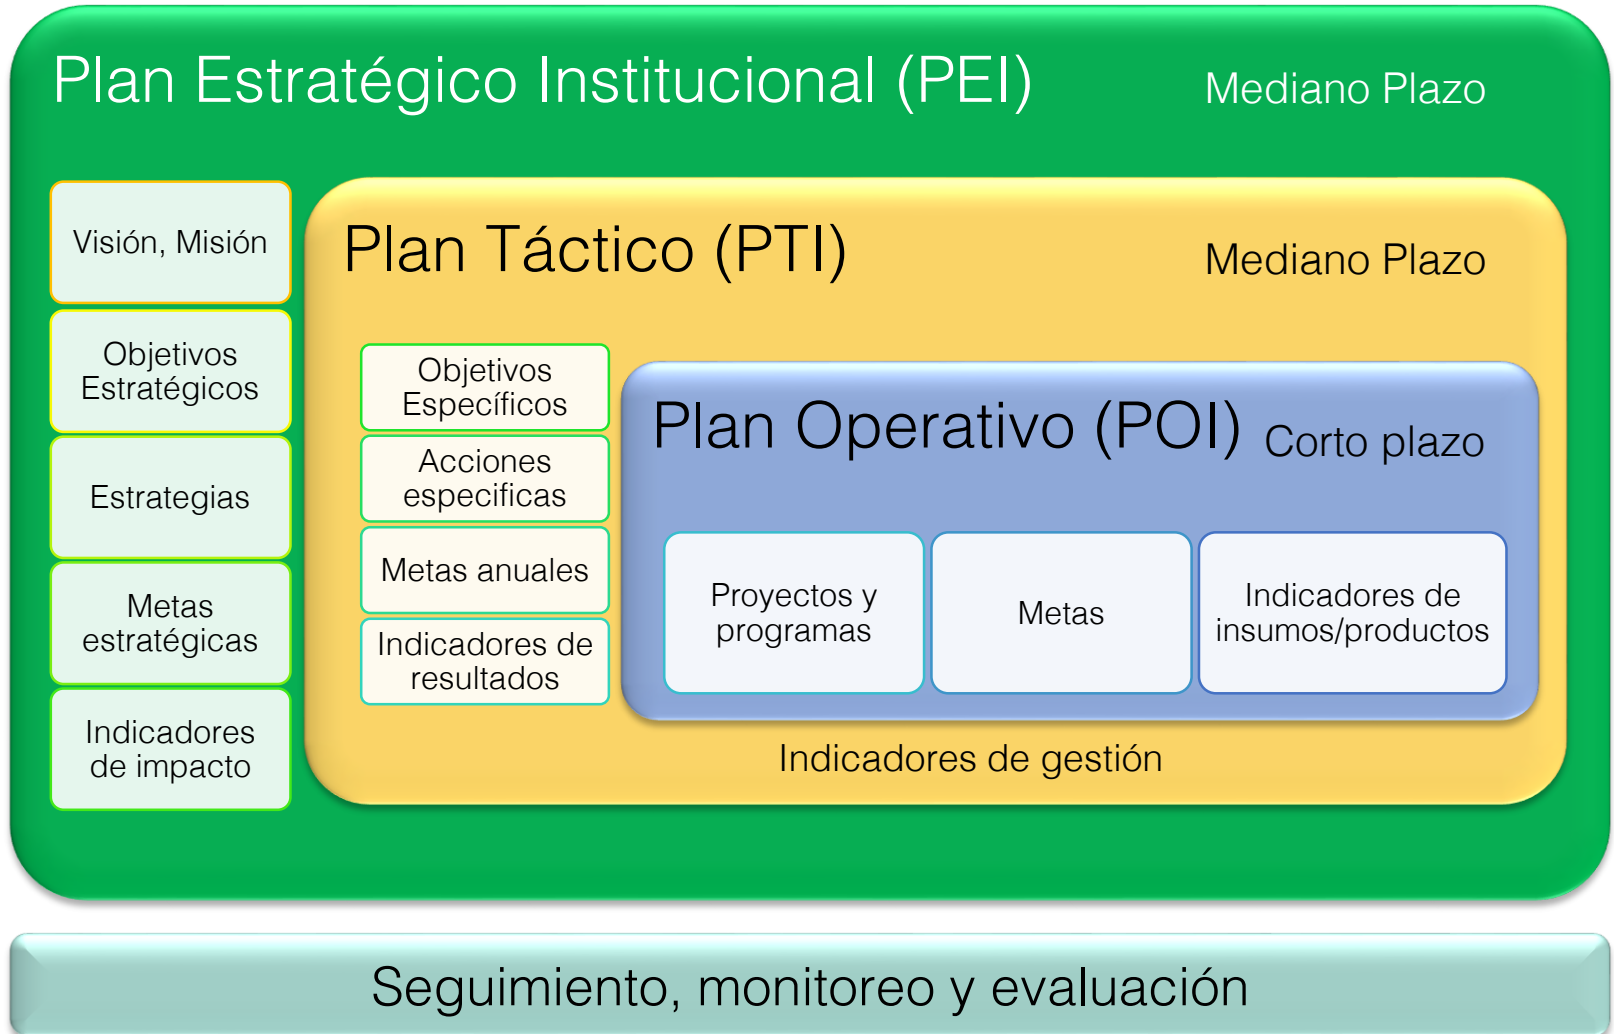 Plan Estratégico Institucional (PEI)
Mediano Plazo
Visión, Misión
Objetivos
Estratégicos
Estrategias
Metas
estratégicas
Indicadores
de impacto
Plan Táctico (PTI)
Mediano Plazo
Objetivos
Específicos
Acciones
especificas
Metas anuales
Indicadores de
resultados
Plan Operativo (POI)
Corto plazo
Proyectos y
programas
Metas
Indicadores de
insumos/productos
Indicadores de gestión
Seguimiento, monitoreo y evaluación